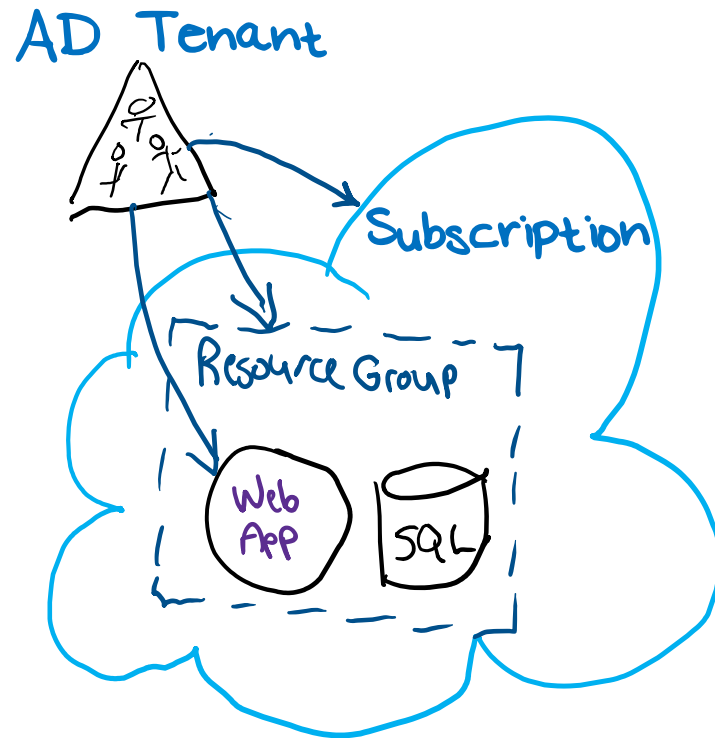 AD Tenant
Subscription
Resource Group
Web
App
SQL